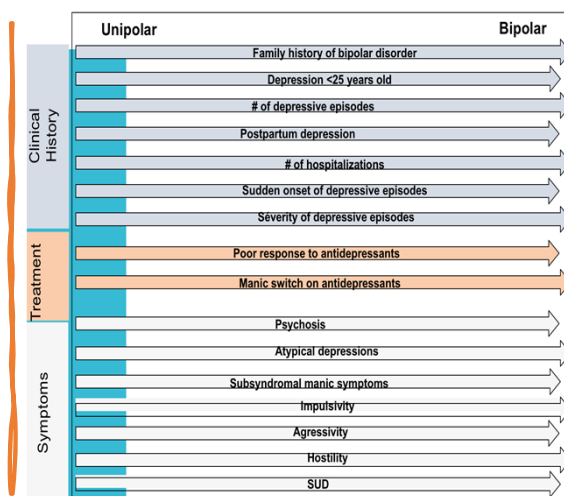 Unipolar
Bipolar
Clinical
History
Family history of bipolar disorder
Depression <25 years old
# of depressive episodes
Postpartum depression
# of hospitalizations
Sudden onset of depressive episodes
Séverity of depressive episodes
Treatment
Poor response to antidepressants
Manic switch on antidepressants
Symptoms
Psychosis
Atypical depressions
Subsyndromal manic symptoms
Impulsivity
Agressivity
Hostility
SUD